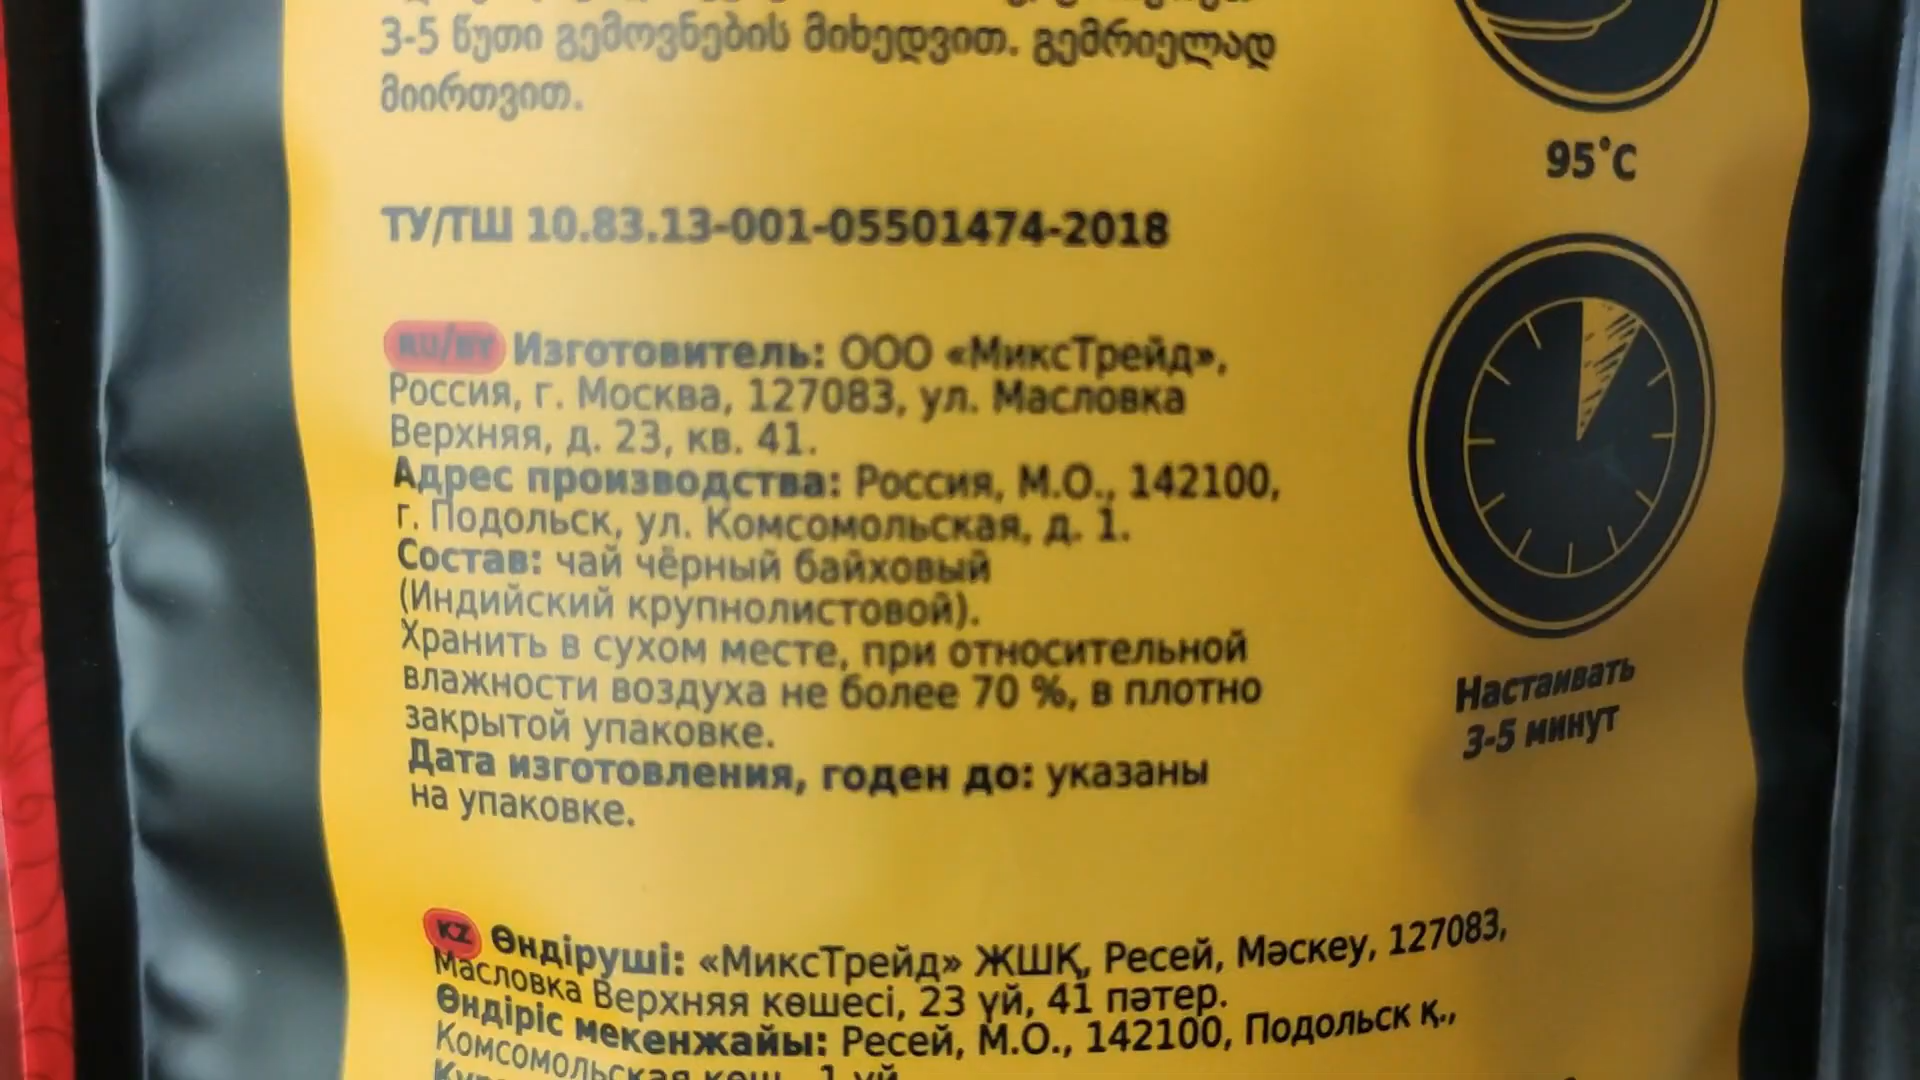 3-5 წუთი გემოვნების მიხედვით. გემრიელად
მიირთვით.
95°C
ТУ/ТШ 10.83.13-001-05501474-2018
RU/BY Изготовитель: ООО «МиксТрейд»,
Россия, г. Москва, 127083, ул. Масловка
Верхняя, д. 23, кв. 41.
Адрес производства: Россия, М.О., 142100,
г. Подольск, ул. Комсомольская, д. 1.
Состав: чай чёрный байховый
(Индийский крупнолистовой).
Хранить в сухом месте, при относительной
влажности воздуха не более 70 %, в плотно
закрытой упаковке.
Дата изготовления, годен до: указаны
на упаковке.
Настаивать
3-5 минут
KZ Өндіруші: «МиксТрейд» ЖШҚ, Ресей, Мәскеу, 127083,
Масловка Верхняя көшесі, 23 үй, 41 пәтер.
Өндіріс мекенжайы: Ресей, М.О., 142100, Подольск қ.,
Комсомольская көш., 1 үй